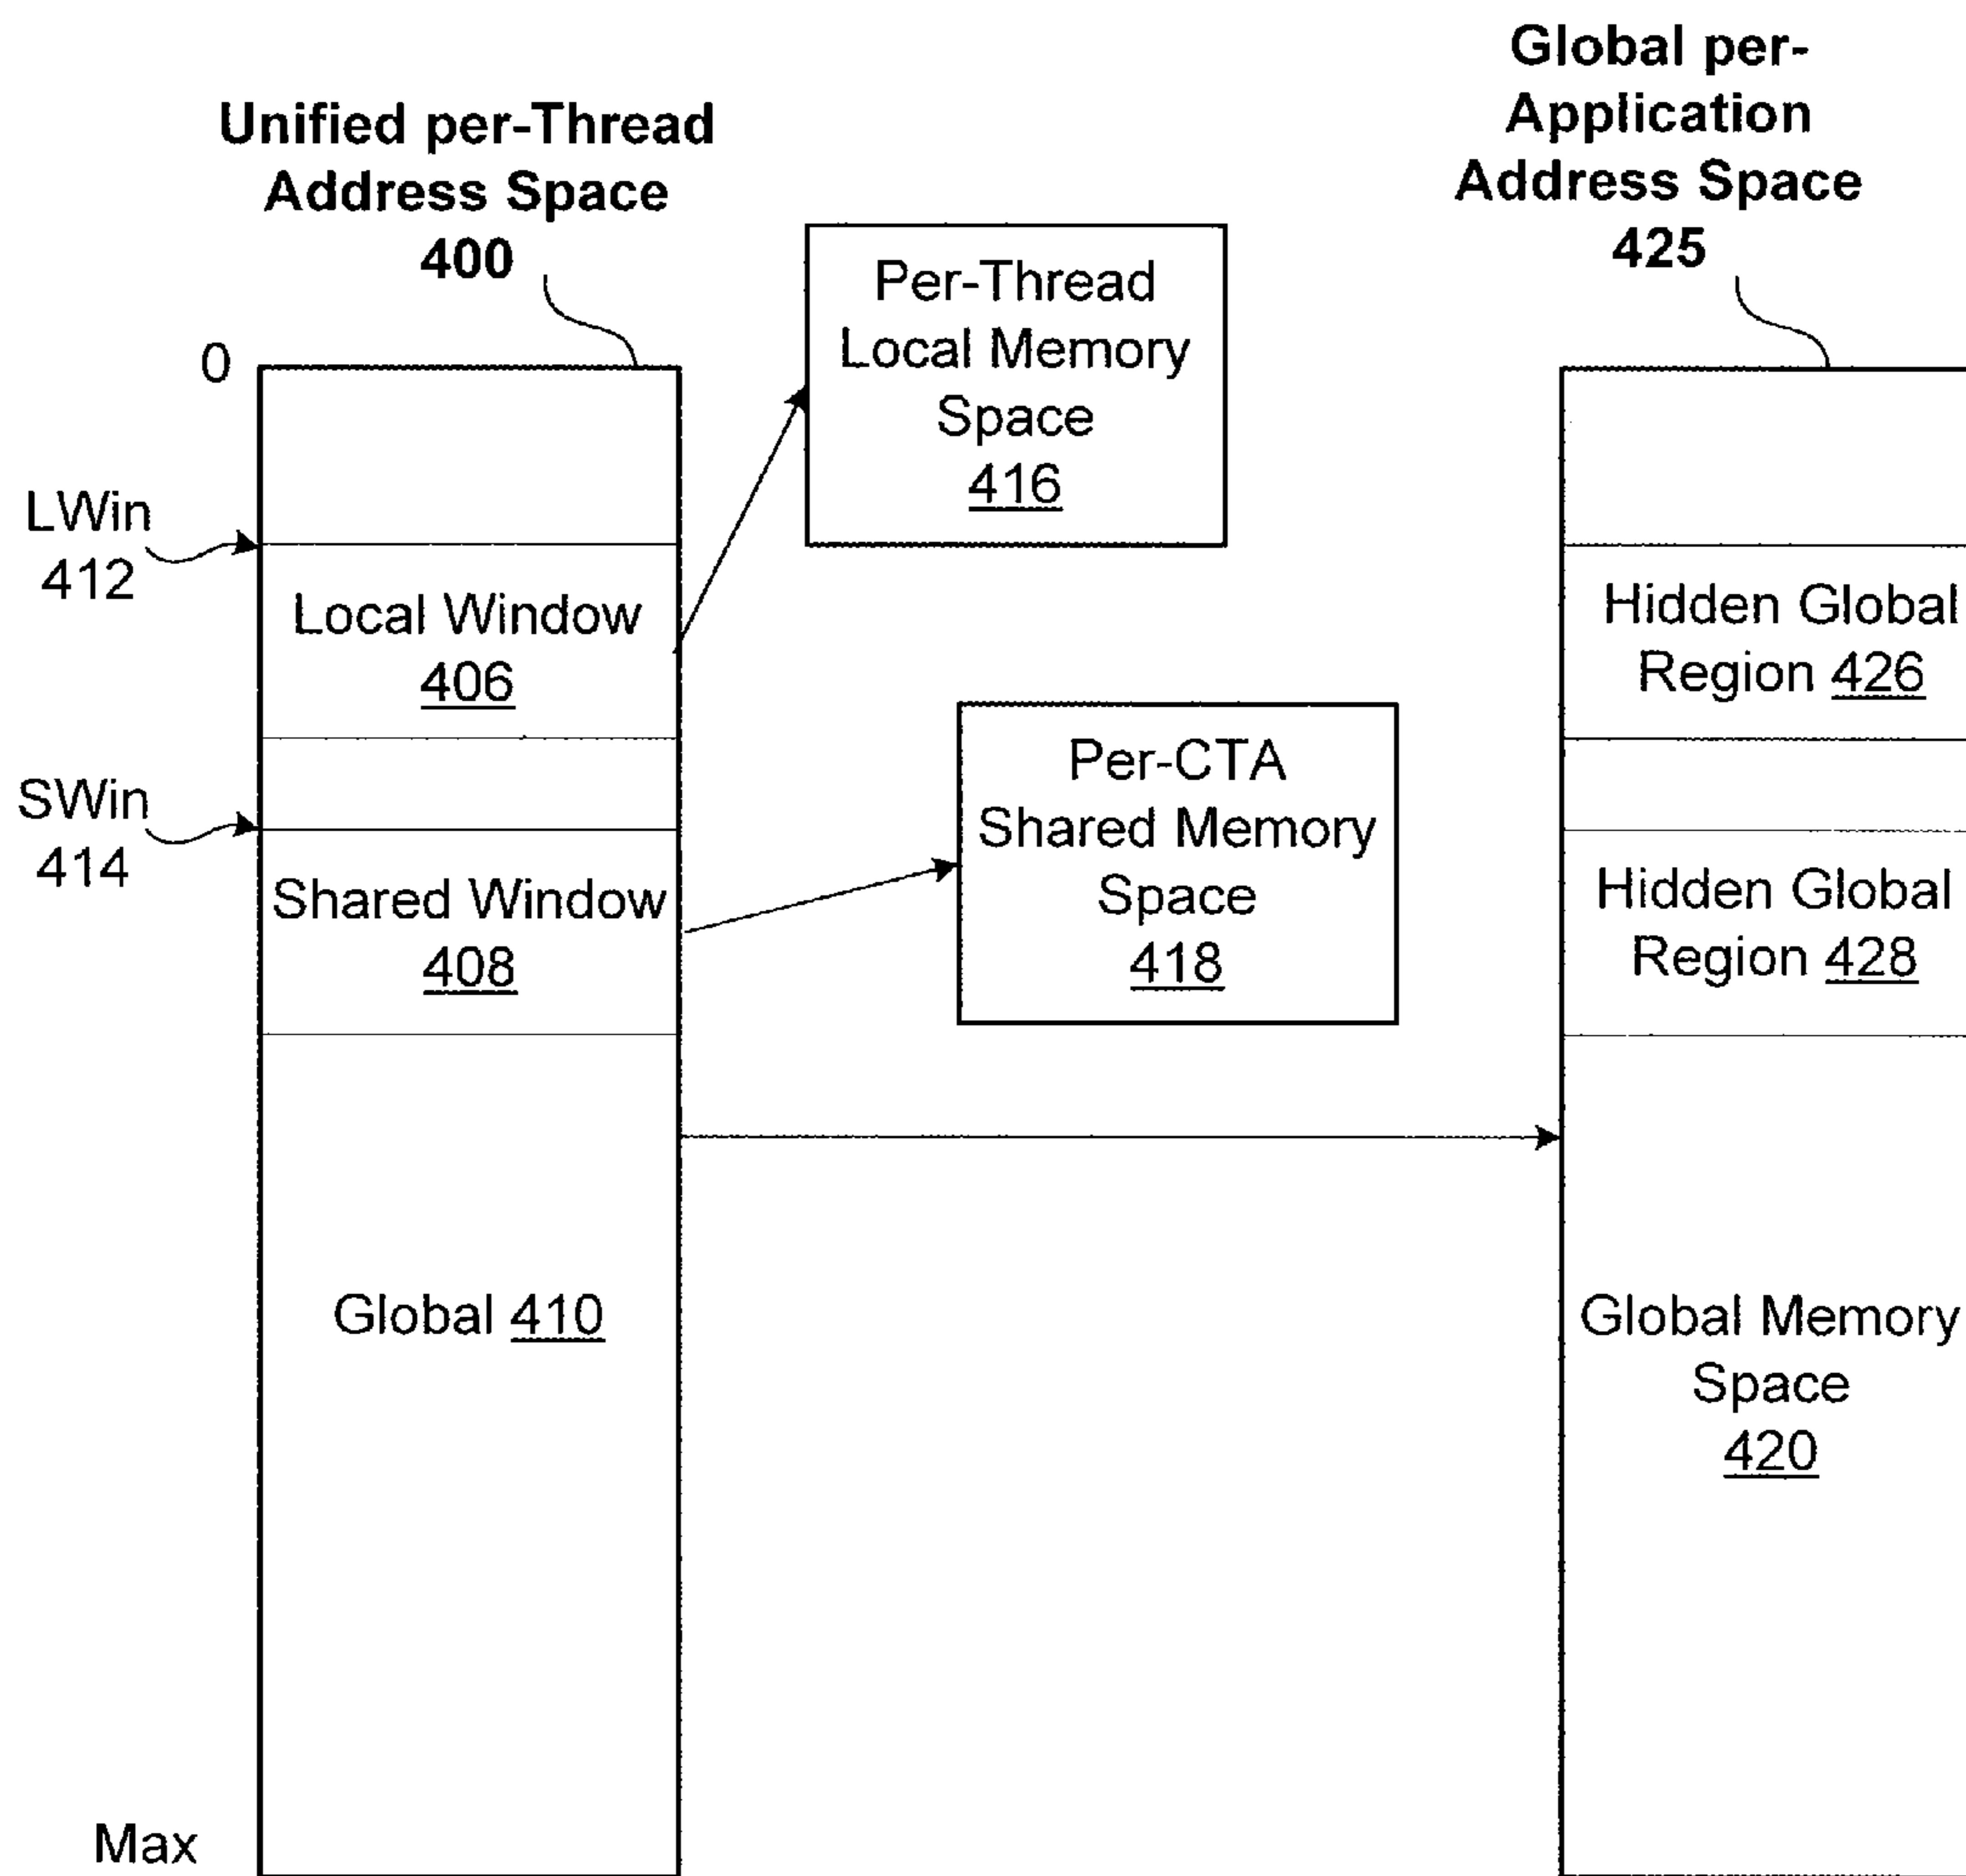 Unified per-Thread
Address Space
400
Global per-
Application
Address Space
425
0
Per-Thread
Local Memory
Space
416
LWin
412
Local Window
406
Hidden Global
Region 426
SWin
414
Per-CTA
Shared Memory
Space
418
Shared Window
408
Hidden Global
Region 428
Global 410
Global Memory
Space
420
Max